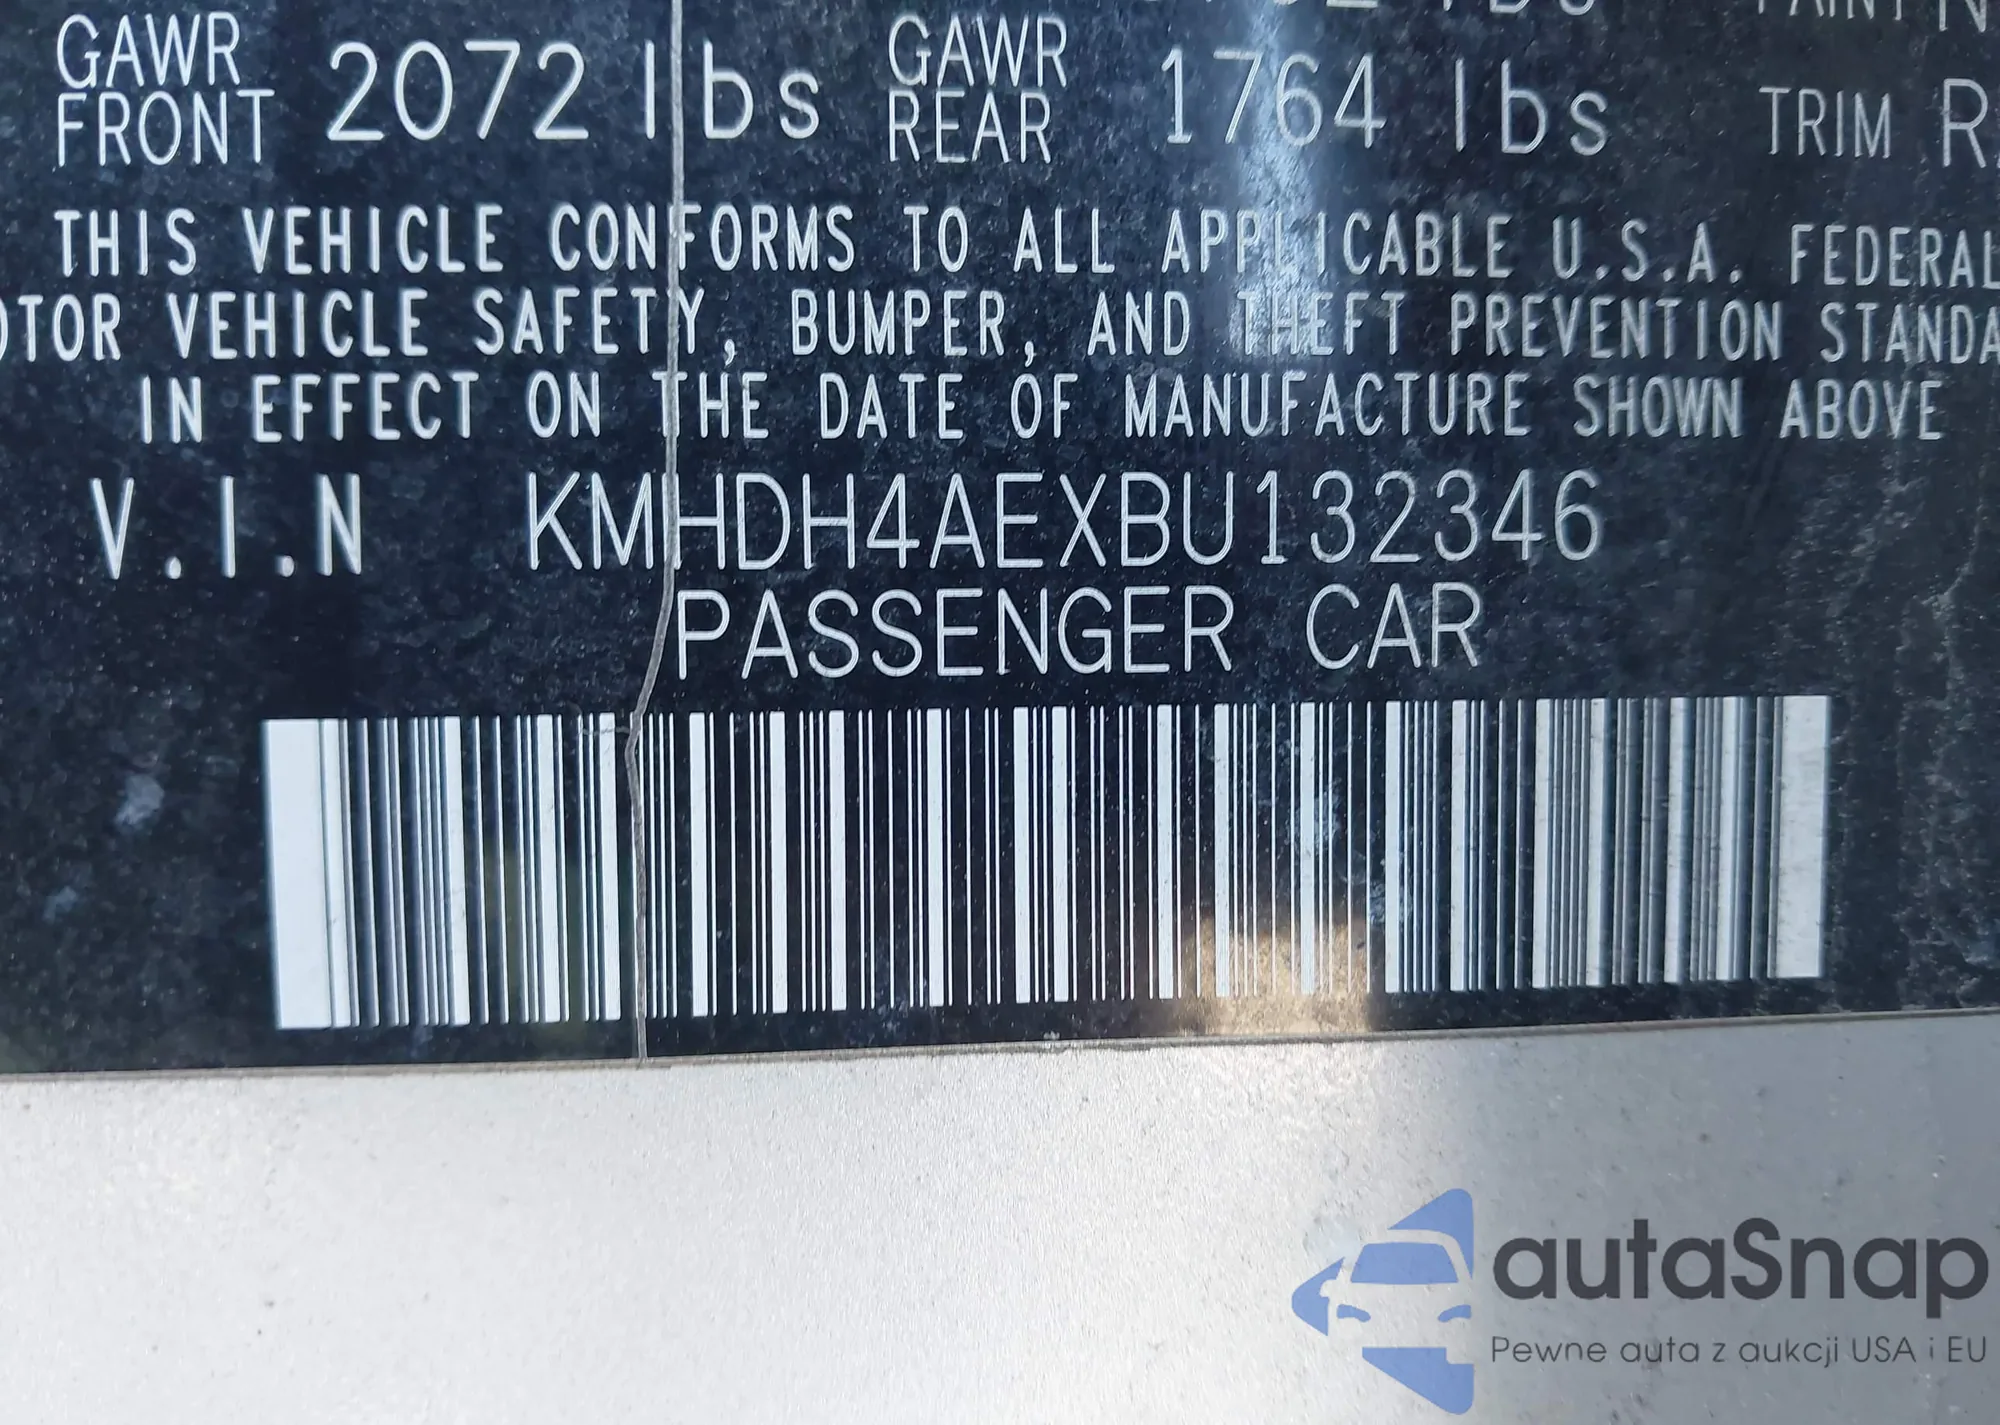 GAWR FRONT 2072 lbs GAWR REAR 1764 lbs TRIM
THIS VEHICLE CONFORMS TO ALL APPLICABLE U.S.A. FEDERAL
OTOR VEHICLE SAFETY, BUMPER, AND THEFT PREVENTION STANDA
IN EFFECT ON THE DATE OF MANUFACTURE SHOWN ABOVE
V.I.N KMHDH4AEXBU132346
PASSENGER CAR
autaSnap
Pewne auta z aukcji USA i EU